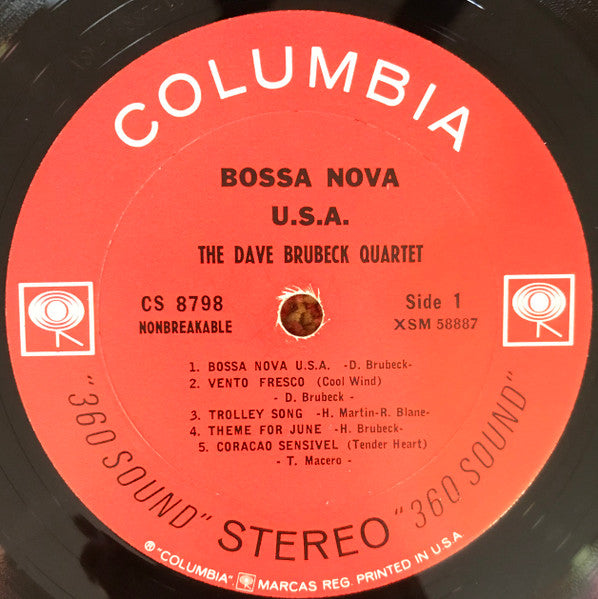 COLUMBIA
BOSSA NOVA
U.S.A.
THE DAVE BRUBECK QUARTET
CS 8798
NONBREAKABLE
Side 1
XSM 58887
1. BOSSA NOVA U.S.A. -D. Brubeck-
2. VENTO FRESCO (Cool Wind)
- D. Brubeck -
3. TROLLEY SONG -H. Martin-R. Blane-
4. THEME FOR JUNE -H. Brubeck-
5. CORACAO SENSIVEL (Tender Heart)
- T. Macero -
"360 SOUND" STEREO "360 SOUND"
® "COLUMBIA", MARCAS REG. PRINTED IN U.S.A.